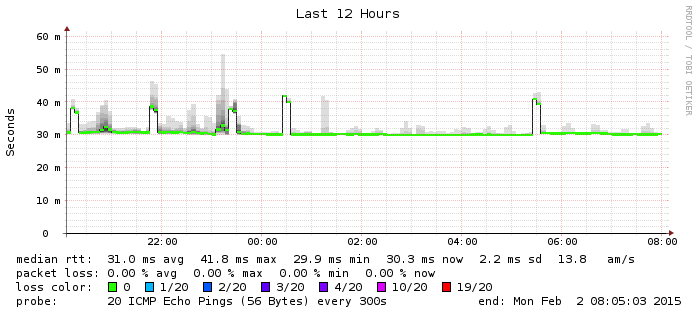 Last 12 Hours
RRDTOOL / TOBI OETIKER
Seconds
60 m
50 m
40 m
30 m
20 m
10 m
0
22:00 00:00 02:00 04:00 06:00 08:00
median rtt: 31.0 ms avg 41.8 ms max 29.9 ms min 30.3 ms now 2.2 ms sd 13.8 am/s
packet loss: 0.00 % avg 0.00 % max 0.00 % min 0.00 % now
loss color: 0 1/20 2/20 3/20 4/20 10/20 19/20
probe: 20 ICMP Echo Pings (56 Bytes) every 300s end: Mon Feb 2 08:05:03 2015